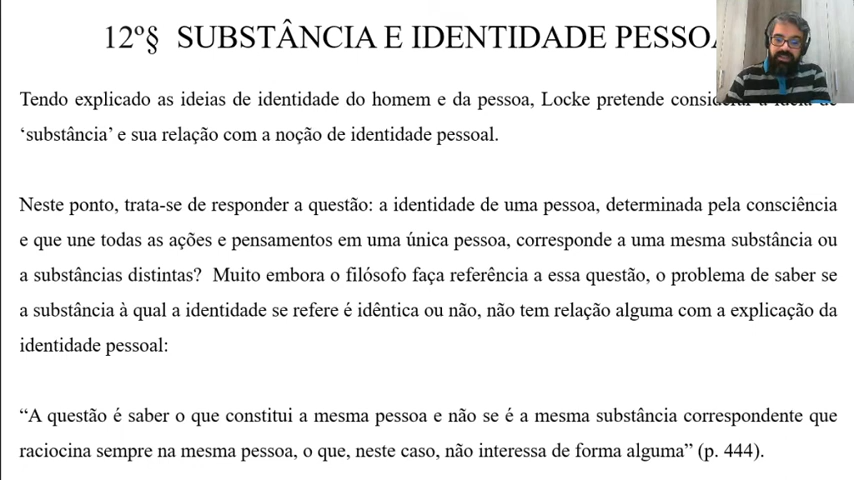 12º§ SUBSTÂNCIA E IDENTIDADE
Tendo explicado as ideias de identidade do homem e da pessoa, Locke pretende
‘substância’ e sua relação com a noção de identidade pessoal.
Neste ponto, trata-se de responder a questão: a identidade de uma pessoa, determinada pela consciência
e que une todas as ações e pensamentos em uma única pessoa, corresponde a uma mesma substância ou
a substâncias distintas? Muito embora o filósofo faça referência a essa questão, o problema de saber se
a substância à qual a identidade se refere é idêntica ou não, não tem relação alguma com a explicação da
identidade pessoal:
“A questão é saber o que constitui a mesma pessoa e não se é a mesma substância correspondente que
raciocina sempre na mesma pessoa, o que, neste caso, não interessa de forma alguma” (p. 444).